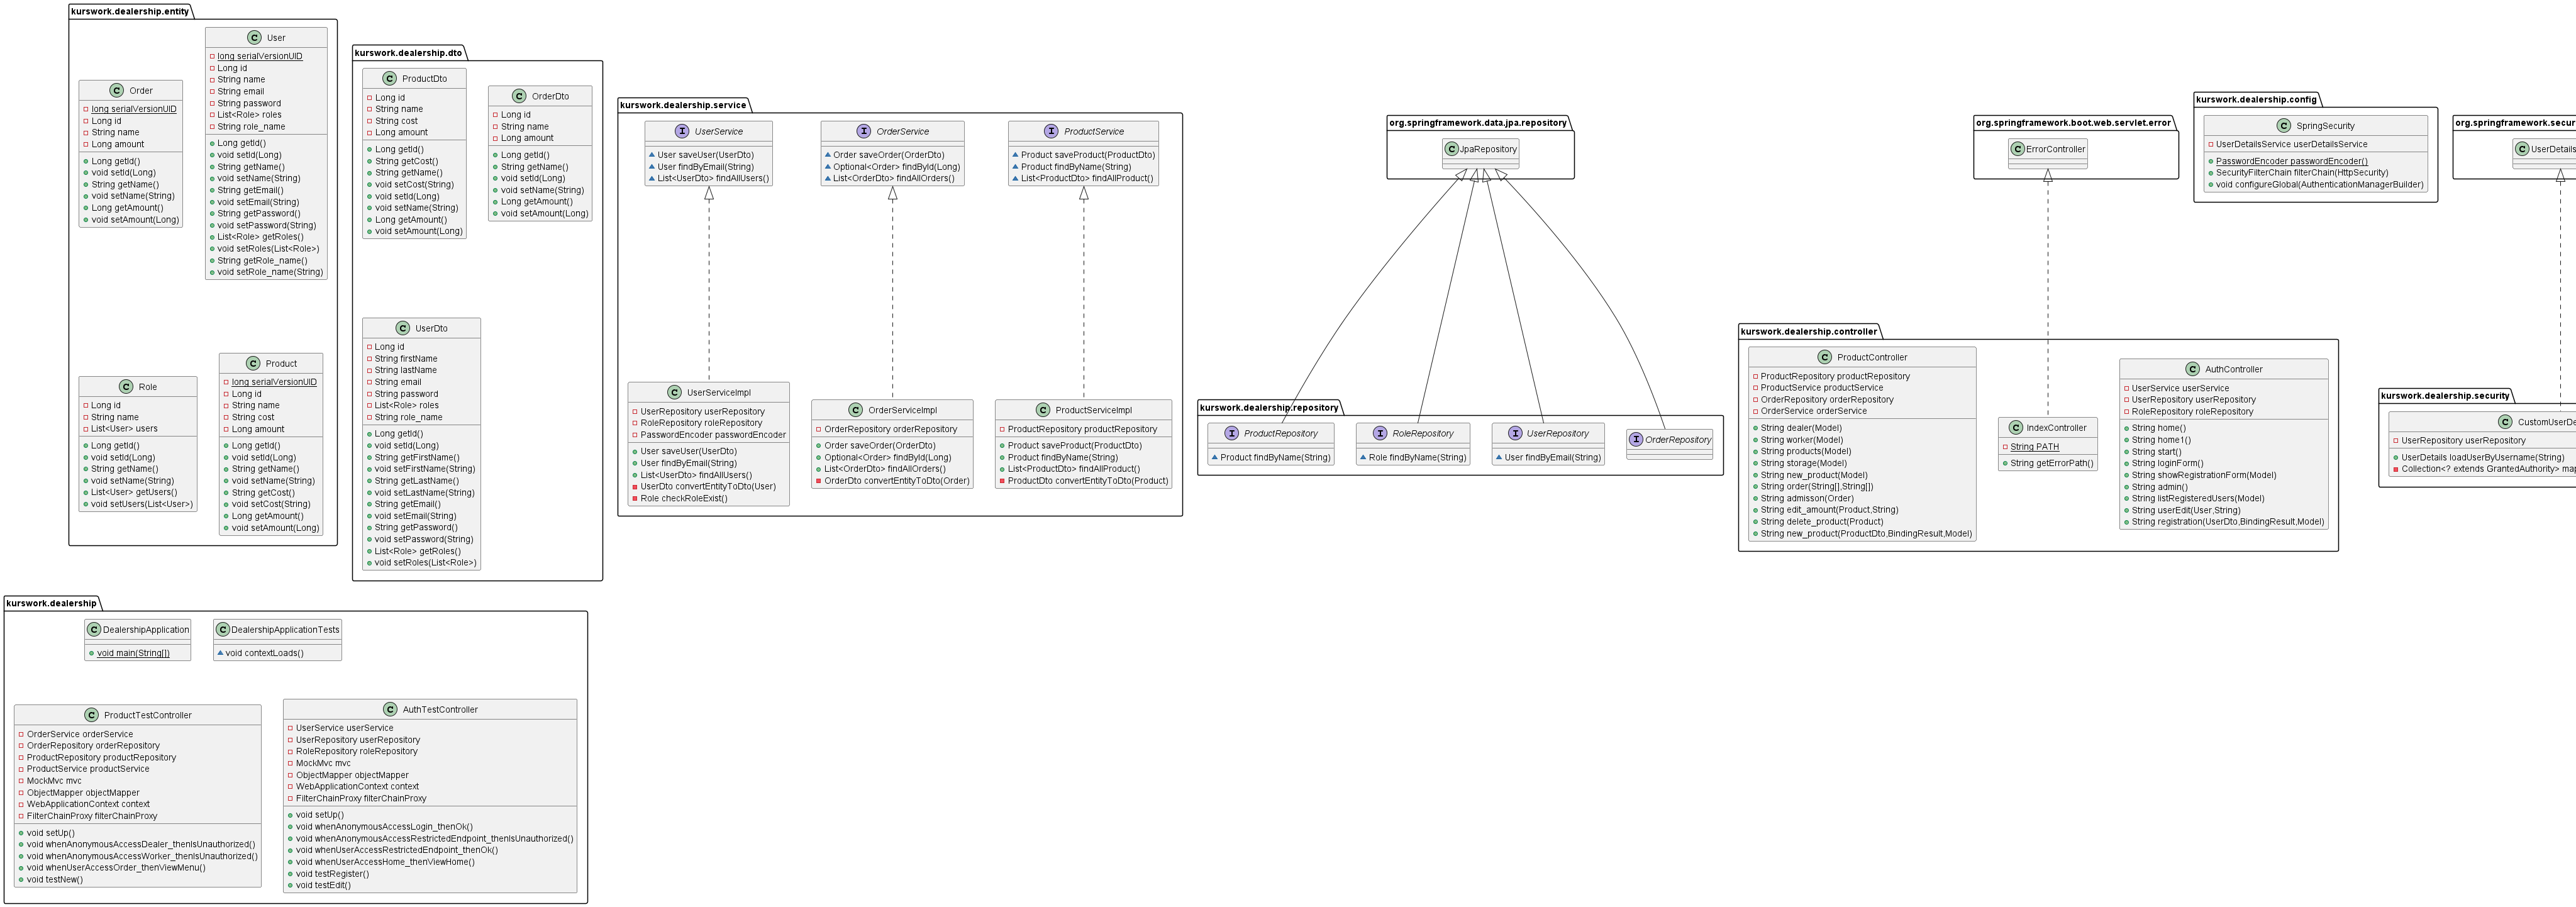 kurswork.dealership.entity
User
long serialVersionUID
Long id
String name
String email
String password
List<Role> roles
String role_name
Long getId()
void setId(Long)
String getName()
void setName(String)
String getEmail()
void setEmail(String)
String getPassword()
void setPassword(String)
List<Role> getRoles()
void setRoles(List<Role>)
String getRole_name()
void setRole_name(String)
Order
long serialVersionUID
Long id
String name
Long amount
Long getId()
void setId(Long)
String getName()
void setName(String)
Long getAmount()
void setAmount(Long)
Role
Long id
String name
List<User> users
Long getId()
void setId(Long)
String getName()
void setName(String)
List<User> getUsers()
void setUsers(List<User>)
Product
long serialVersionUID
Long id
String name
String cost
Long amount
Long getId()
void setId(Long)
String getName()
void setName(String)
String getCost()
void setCost(String)
Long getAmount()
void setAmount(Long)
kurswork.dealership.dto
ProductDto
Long id
String name
String cost
Long amount
Long getId()
String getCost()
String getName()
void setCost(String)
void setId(Long)
void setName(String)
Long getAmount()
void setAmount(Long)
OrderDto
Long id
String name
Long amount
Long getId()
String getName()
void setId(Long)
void setName(String)
Long getAmount()
void setAmount(Long)
UserDto
Long id
String firstName
String lastName
String email
String password
List<Role> roles
String role_name
Long getId()
void setId(Long)
String getFirstName()
void setFirstName(String)
String getLastName()
void setLastName(String)
String getEmail()
void setEmail(String)
String getPassword()
void setPassword(String)
List<Role> getRoles()
void setRoles(List<Role>)
kurswork.dealership.service
UserService
User saveUser(UserDto)
User findByEmail(String)
List<UserDto> findAllUsers()
OrderService
Order saveOrder(OrderDto)
Optional<Order> findById(Long)
List<OrderDto> findAllOrders()
ProductService
Product saveProduct(ProductDto)
Product findByName(String)
List<ProductDto> findAllProduct()
UserServiceImpl
UserRepository userRepository
RoleRepository roleRepository
PasswordEncoder passwordEncoder
User saveUser(UserDto)
User findByEmail(String)
List<UserDto> findAllUsers()
UserDto convertEntityToDto(User)
Role checkRoleExist()
OrderServiceImpl
OrderRepository orderRepository
Order saveOrder(OrderDto)
Optional<Order> findById(Long)
List<OrderDto> findAllOrders()
OrderDto convertEntityToDto(Order)
ProductServiceImpl
ProductRepository productRepository
Product saveProduct(ProductDto)
Product findByName(String)
List<ProductDto> findAllProduct()
ProductDto convertEntityToDto(Product)
org.springframework.data.jpa.repository
JpaRepository
kurswork.dealership.repository
ProductRepository
Product findByName(String)
RoleRepository
Role findByName(String)
UserRepository
User findByEmail(String)
OrderRepository
org.springframework.boot.web.servlet.error
ErrorController
kurswork.dealership.controller
ProductController
ProductRepository productRepository
ProductService productService
OrderRepository orderRepository
OrderService orderService
String dealer(Model)
String worker(Model)
String products(Model)
String storage(Model)
String new_product(Model)
String order(String[],String[])
String admisson(Order)
String edit_amount(Product,String)
String delete_product(Product)
String new_product(ProductDto,BindingResult,Model)
IndexController
String PATH
String getErrorPath()
AuthController
UserService userService
UserRepository userRepository
RoleRepository roleRepository
String home()
String home1()
String start()
String loginForm()
String showRegistrationForm(Model)
String admin()
String listRegisteredUsers(Model)
String userEdit(User,String)
String registration(UserDto,BindingResult,Model)
kurswork.dealership.config
SpringSecurity
UserDetailsService userDetailsService
PasswordEncoder passwordEncoder()
SecurityFilterChain filterChain(HttpSecurity)
void configureGlobal(AuthenticationManagerBuilder)
org.springframework.secur
UserDetails
kurswork.dealership.security
CustomUserDe
UserRepository userRepository
UserDetails loadUserByUsername(String)
Collection<? extends GrantedAuthority> map
kurswork.dealership
DealershipApplication
void main(String[])
DealershipApplicationTests
void contextLoads()
ProductTestController
OrderService orderService
OrderRepository orderRepository
ProductRepository productRepository
ProductService productService
MockMvc mvc
ObjectMapper objectMapper
WebApplicationContext context
FilterChainProxy filterChainProxy
void setUp()
void whenAnonymousAccessDealer_thenIsUnauthorized()
void whenAnonymousAccessWorker_thenIsUnauthorized()
void whenUserAccessOrder_thenViewMenu()
void testNew()
AuthTestController
UserService userService
UserRepository userRepository
RoleRepository roleRepository
MockMvc mvc
ObjectMapper objectMapper
WebApplicationContext context
FilterChainProxy filterChainProxy
void setUp()
void whenAnonymousAccessLogin_thenOk()
void whenAnonymousAccessRestrictedEndpoint_thenIsUnauthorized()
void whenUserAccessRestrictedEndpoint_thenOk()
void whenUserAccessHome_thenViewHome()
void testRegister()
void testEdit()